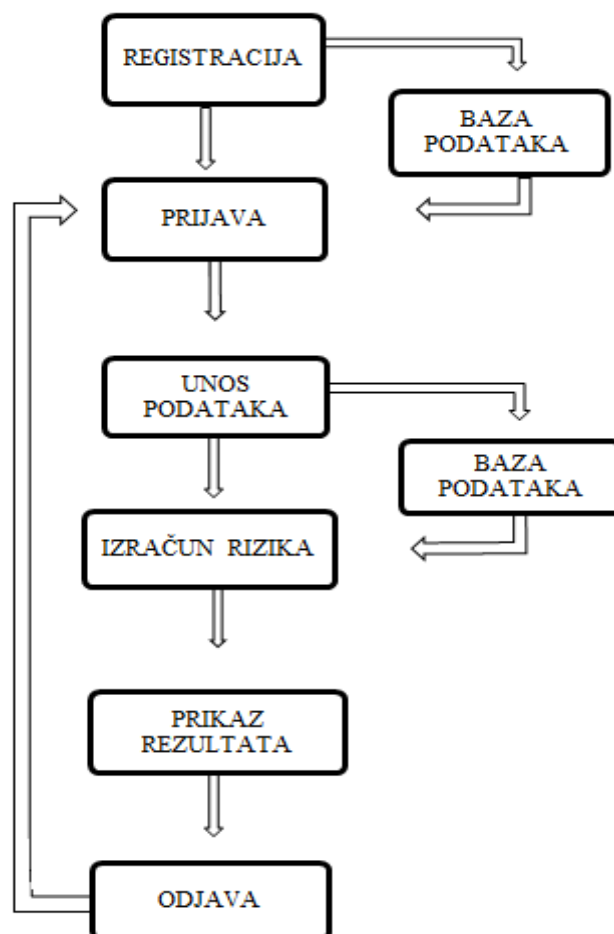 REGISTRACIJA
BAZA
PODATAKA
PRIJAVA
UNOS
PODATAKA
BAZA
PODATAKA
IZRAČUN RIZIKA
PRIKAZ
REZULTATA
ODJAVA